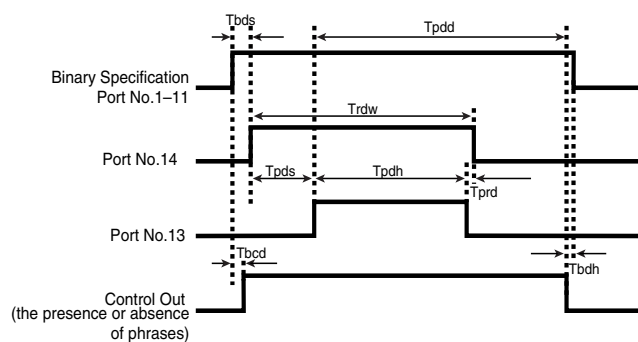 Tbds
Tpdd
Binary Specification
Port No.1–11
Trdw
Port No.14
Tpds
Tpdh
Tprd
Port No.13
Tbcd
Tbdh
Control Out
(the presence or absence
of phrases)